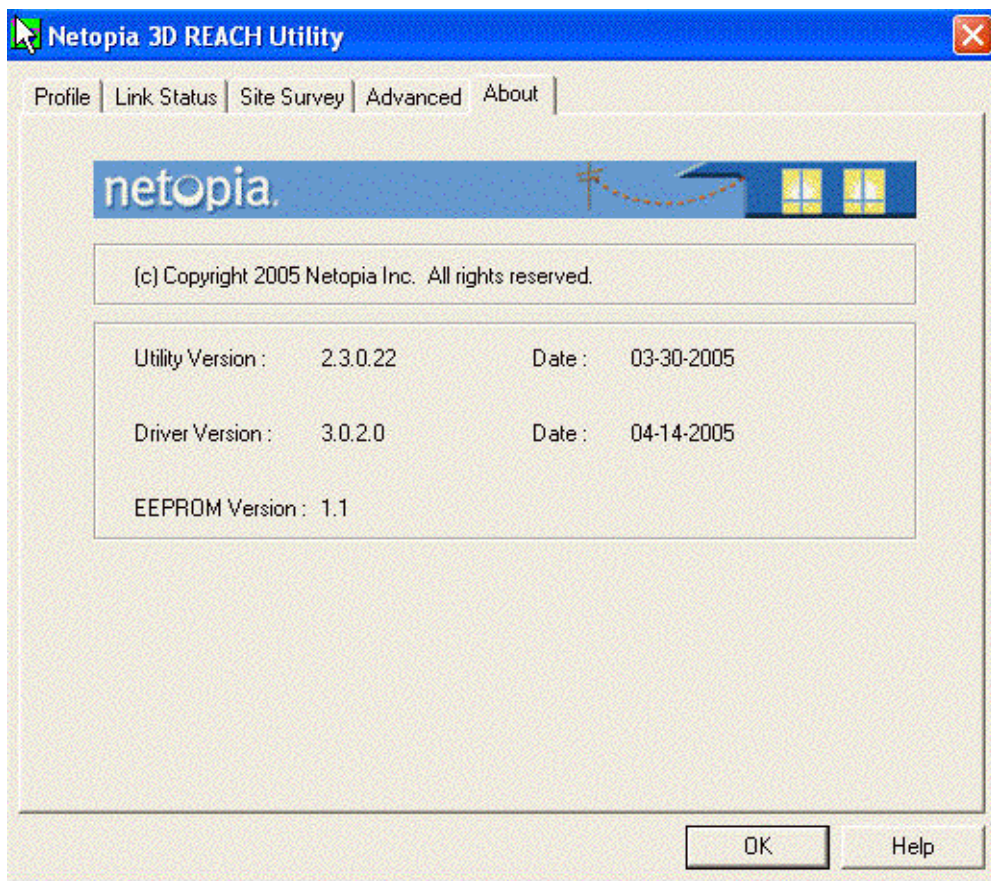 Netopia 3D REACH Utility
Profile Link Status Site Survey Advanced About
netopia.
(c) Copyright 2005 Netopia Inc. All rights reserved.
Utility Version : 2.3.0.22 Date : 03-30-2005
Driver Version : 3.0.2.0 Date : 04-14-2005
EEPROM Version : 1.1
OK Help